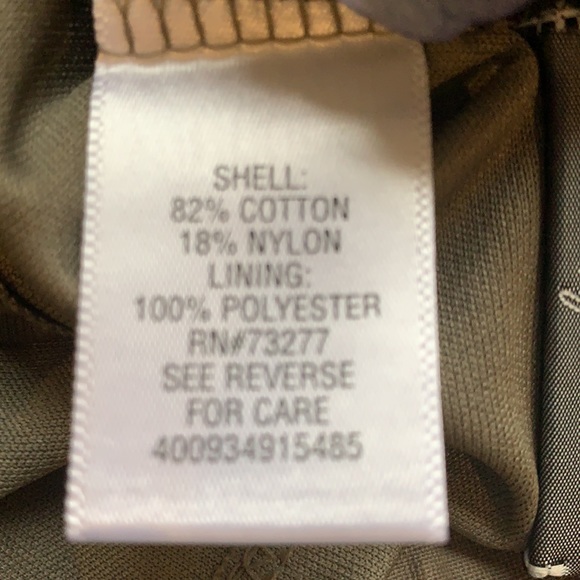 SHELL:
82% COTTON
18% NYLON
LINING:
100% POLYESTER
RN#73277
SEE REVERSE
FOR CARE
400934915485